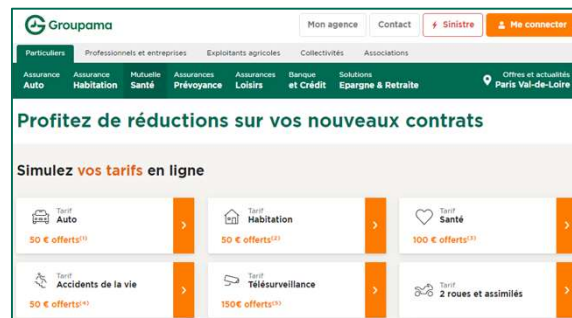 Groupama
Mon agence
Contact
Sinistre
Me connecter
Particuliers
Professionnels et entreprises
Exploitants agricoles
Collectivités
Associations
Assurance
Auto
Assurance
Habitation
Mutuelle
Santé
Assurances
Prévoyance
Assurances
Loisirs
Banque
et Crédit
Solutions
Epargne & Retraite
Offres et actualités
Paris Val-de-Loire
Profitez de réductions sur vos nouveaux contrats
Simulez vos tarifs en ligne
Tarif
Auto
50 € offerts(1)
Tarif
Habitation
50 € offerts(2)
Tarif
Santé
100 € offerts(3)
Tarif
Accidents de la vie
50 € offerts(4)
Tarif
Télésurveillance
150€ offerts(5)
Tarif
2 roues et assimilés